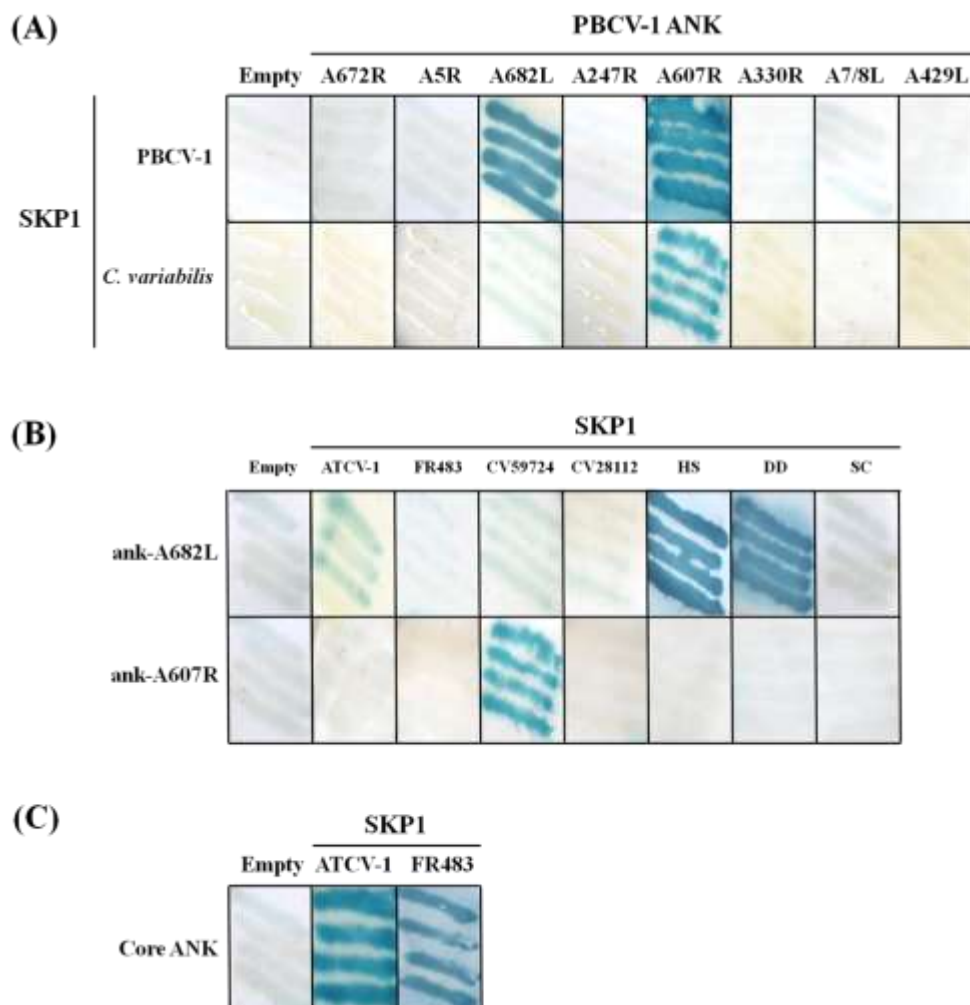 (A)
PBCV-1 ANK
Empty A672R A5R A682L A247R A607R A330R A7/8L A429L
PBCV-1
SKP1
C. variabilis
(B)
SKP1
Empty ATCV-1 FR483 CV59724 CV28112 HS DD SC
ank-A682L
ank-A607R
(C)
SKP1
Empty ATCV-1 FR483
Core ANK